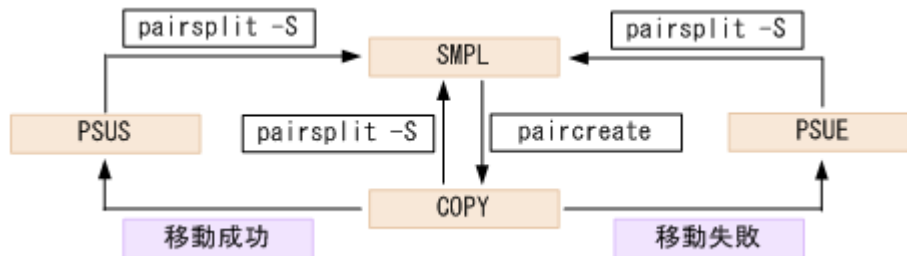 pairsplit -S
pairsplit -S
SMPL
PSUS
pairsplit -S
paircreate
PSUE
COPY
移動成功
移動失敗